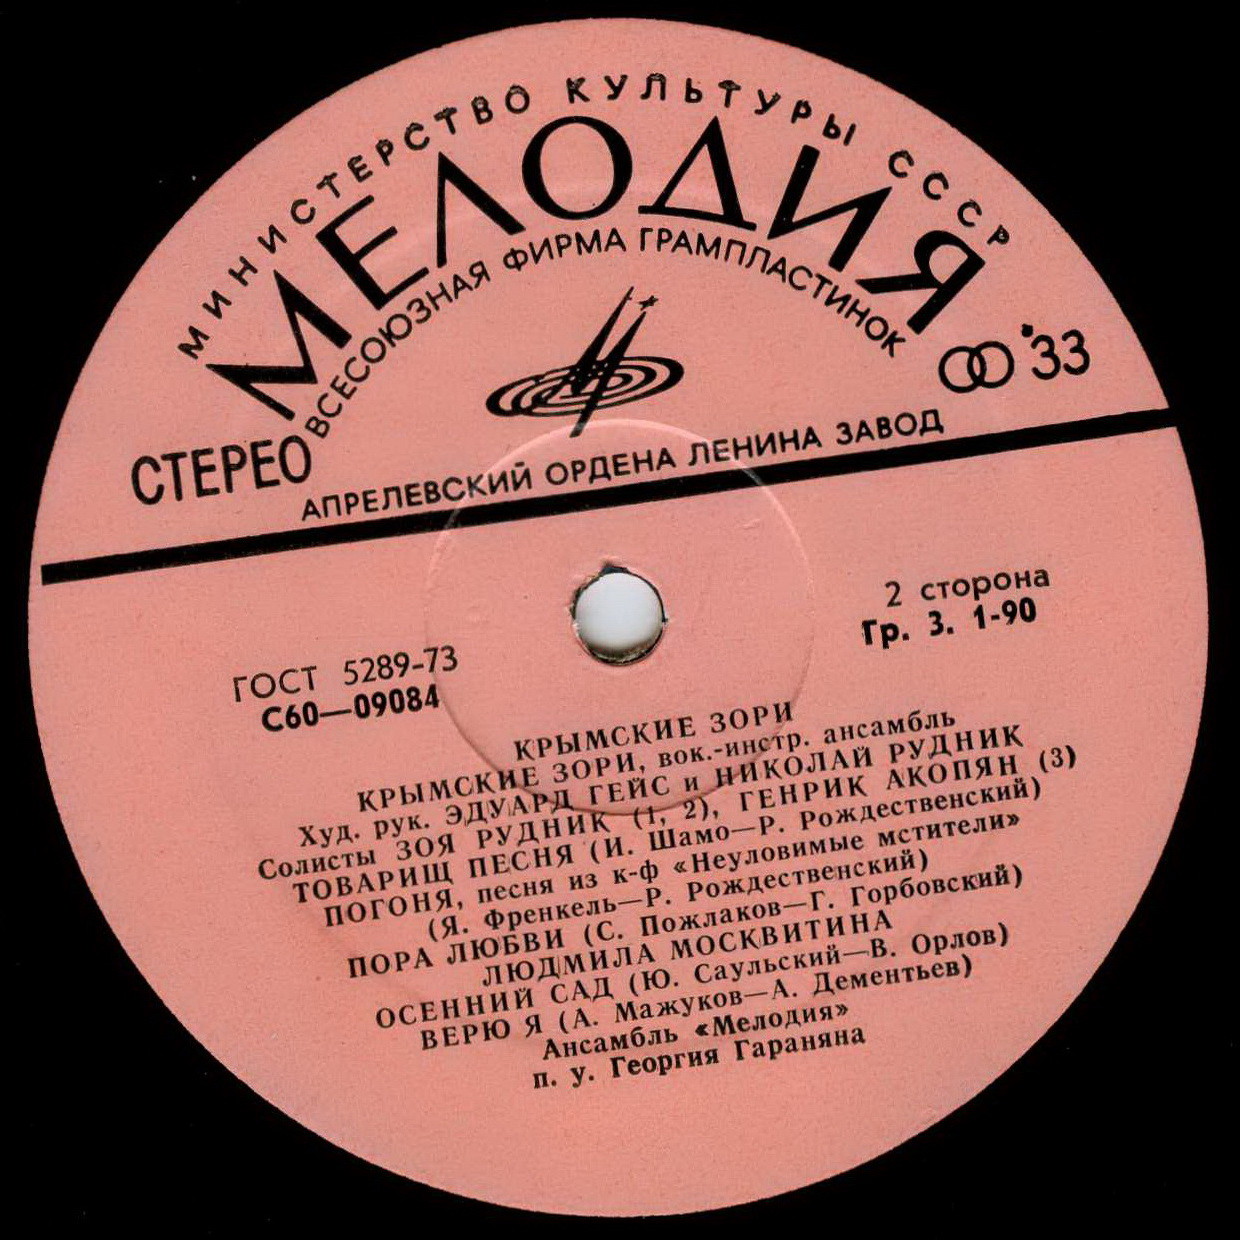 МИНИСТЕРСТВО КУЛЬТУРЫ СССР
МЕЛОДИЯ
ВСЕСОЮЗНАЯ ФИРМА ГРАМПЛАСТИНОК
33
СТЕРЕО
АПРЕЛЕВСКИЙ ОРДЕНА ЛЕНИНА ЗАВОД
2 сторона
Гр. 3. 1-90
ГОСТ 5289-73
С60—09084
КРЫМСКИЕ ЗОРИ
КРЫМСКИЕ ЗОРИ, вок.-инстр. ансамбль
Худ. рук. ЭДУАРД ГЕЙС и НИКОЛАЙ РУДНИК
Солисты ЗОЯ РУДНИК (1, 2), ГЕНРИК АКОПЯН (3)
ТОВАРИЩ ПЕСНЯ (И. Шамо—Р. Рождественский)
ПОГОНЯ, песня из к-ф «Неуловимые мстители»
(Я. Френкель—Р. Рождественский)
ПОРА ЛЮБВИ (С. Пожлаков—Г. Горбовский)
ЛЮДМИЛА МОСКВИТИНА
ОСЕННИЙ САД (Ю. Саульский—В. Орлов)
ВЕРЮ Я (А. Мажуков—А. Дементьев)
Ансамбль «Мелодия»
п. у. Георгия Гараняна